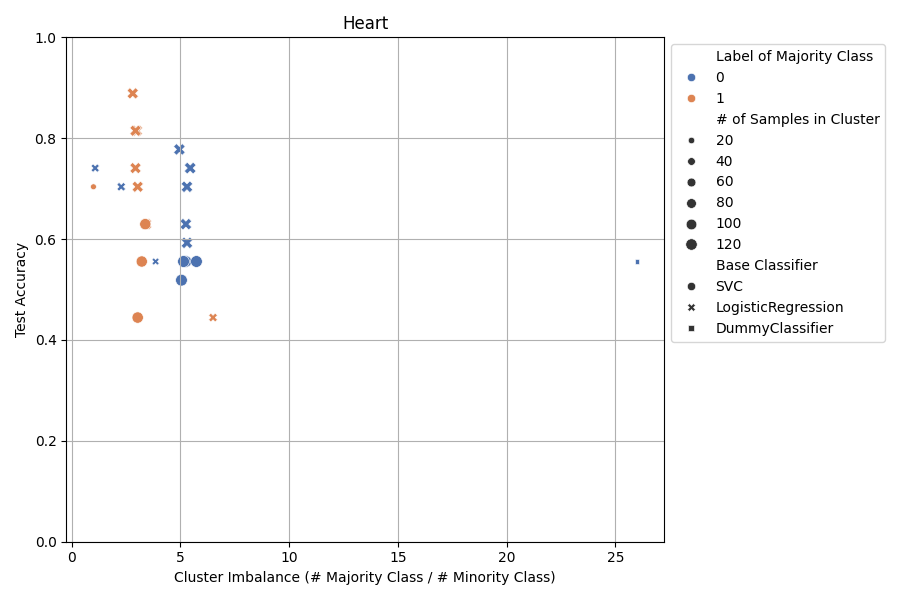 Heart
1.0
0.8
0.6
0.4
0.2
0.0
Test Accuracy
0 5 10 15 20 25
Cluster Imbalance (# Majority Class / # Minority Class)
Label of Majority Class
0
1
# of Samples in Cluster
20
40
60
80
100
120
Base Classifier
SVC
LogisticRegression
DummyClassifier